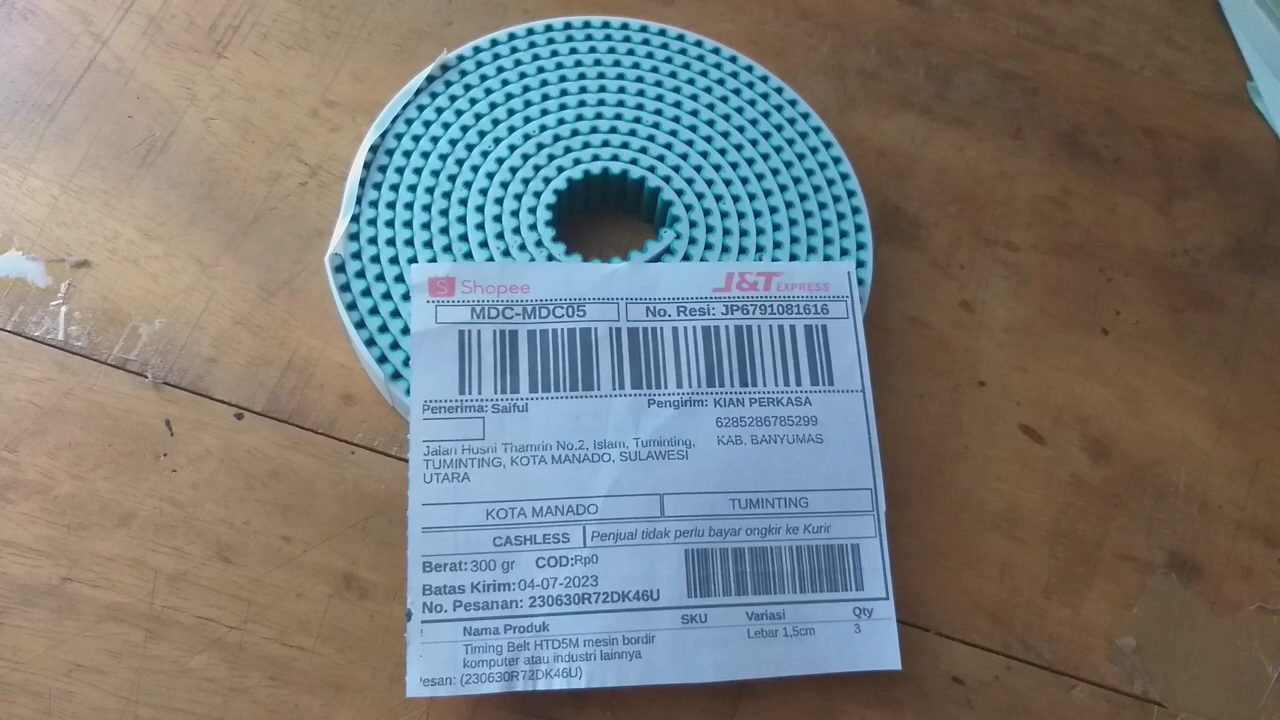 Shopee
J&T EXPRESS
MDC-MDC05
No. Resi: JP6791081616
Penerima: Saiful
Pengirim: KIAN PERKASA
6285286785299
KAB. BANYUMAS
Jalan Husni Thamrin No.2, Islam, Tuminting,
TUMINTING, KOTA MANADO, SULAWESI
UTARA
KOTA MANADO
TUMINTING
CASHLESS
Penjual tidak perlu bayar ongkir ke Kurir
Berat: 300 gr COD:Rp0
Batas Kirim: 04-07-2023
No. Pesanan: 230630R72DK46U
Nama Produk SKU Variasi Qty
Timing Belt HTD5M mesin bordir Lebar 1,5cm 3
komputer atau industri lainnya
esan: (230630R72DK46U)